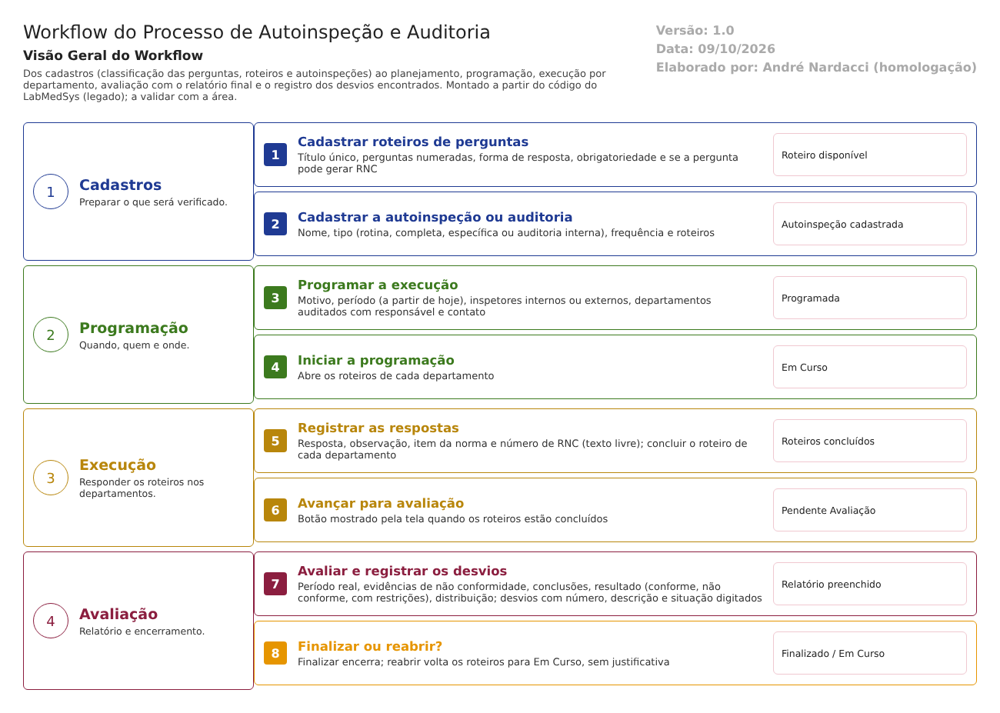 Workflow do Processo de Autoinspeção e Auditoria
Visão Geral do Workflow
Dos cadastros (classificação das perguntas, roteiros e autoinspeções) ao planejamento, programação, execução por
departamento, avaliação com o relatório final e o registro dos desvios encontrados. Montado a partir do código do
LabMedSys (legado); a validar com a área.
Versão: 1.0
Data: 09/10/2026
Elaborado por: André Nardacci (homologação)
1
Cadastros
Preparar o que será verificado.
1
Cadastrar roteiros de perguntas
Título único, perguntas numeradas, forma de resposta, obrigatoriedade e se a pergunta
pode gerar RNC
Roteiro disponível
2
Cadastrar a autoinspeção ou auditoria
Nome, tipo (rotina, completa, específica ou auditoria interna), frequência e roteiros
Autoinspeção cadastrada
2
Programação
Quando, quem e onde.
3
Programar a execução
Motivo, período (a partir de hoje), inspetores internos ou externos, departamentos
auditados com responsável e contato
Programada
4
Iniciar a programação
Abre os roteiros de cada departamento
Em Curso
3
Execução
Responder os roteiros nos
departamentos.
5
Registrar as respostas
Resposta, observação, item da norma e número de RNC (texto livre); concluir o roteiro de
cada departamento
Roteiros concluídos
6
Avançar para avaliação
Botão mostrado pela tela quando os roteiros estão concluídos
Pendente Avaliação
4
Avaliação
Relatório e encerramento.
7
Avaliar e registrar os desvios
Período real, evidências de não conformidade, conclusões, resultado (conforme, não
conforme, com restrições), distribuição; desvios com número, descrição e situação digitados
Relatório preenchido
8
Finalizar ou reabrir?
Finalizar encerra; reabrir volta os roteiros para Em Curso, sem justificativa
Finalizado / Em Curso